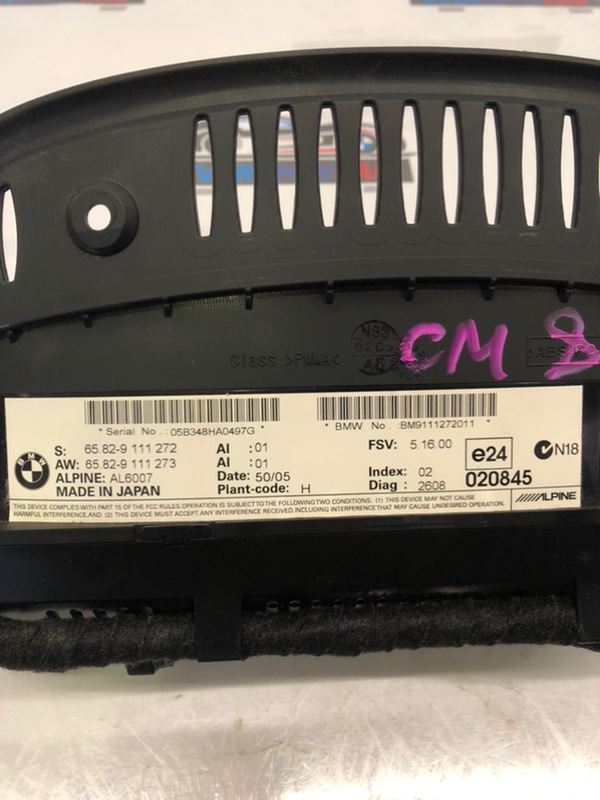 N83
Glass >PMMA<
CM 8
* Serial No . :05B348HA0497G *
* BMW No . :BM9111272011 *
BMW
S: 65.82-9 111 272 AI :01 FSV: 5.16.00 e24 N18
AW: 65.82-9 111 273 AI :01
ALPINE: AL6007 Date: 50/05 Index: 02
MADE IN JAPAN Plant-code: H Diag : 2608 020845 ALPINE
THIS DEVICE COMPLIES WITH PART 15 OF THE FCC RULES.OPERATION IS SUBJECT TO THE FOLLOWING TWO CONDITIONS. (1) THIS DEVICE MAY NOT CAUSE
HARMFUL INTERFERENCE,AND (2) THIS DEVICE MUST ACCEPT ANY INTERFERENCE RECEIVED.INCLUDING INTERFERENCE THAT MAY CAUSE UNDESIRED OPERATION.